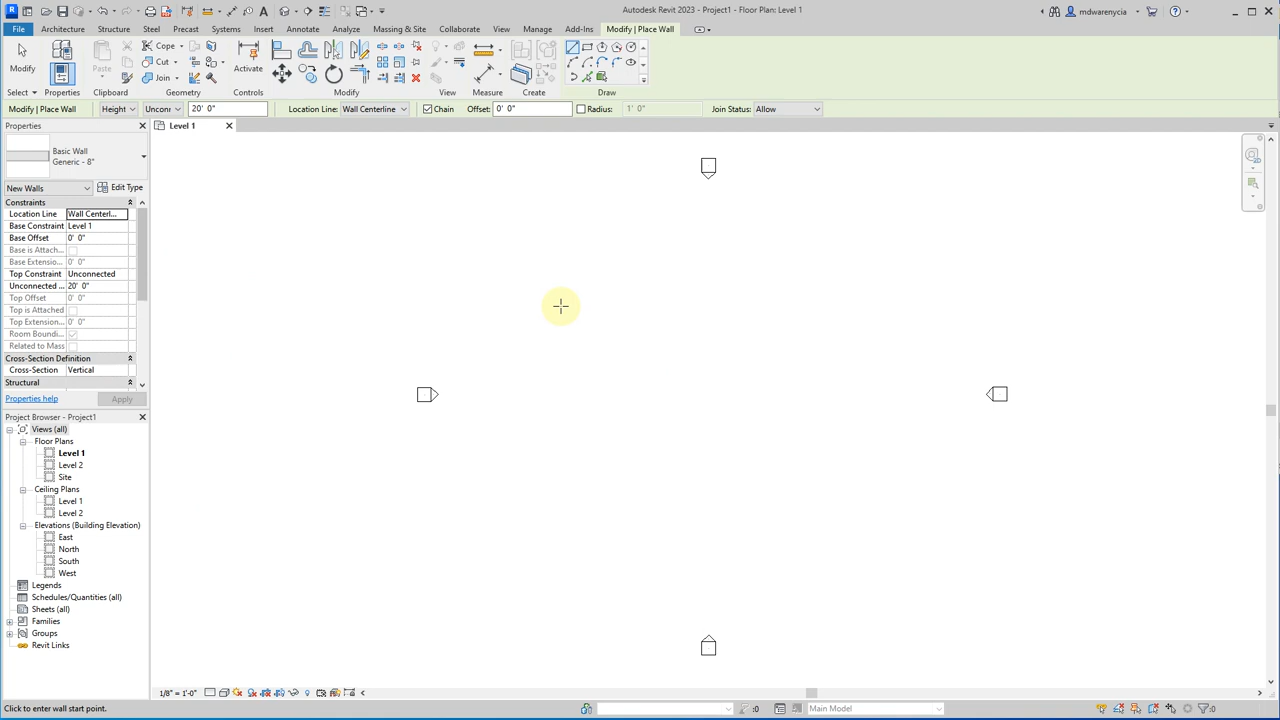 Autodesk Revit 2023 - Project1 - Floor Plan: Level 1
mdwarenycia
File Architecture Structure Steel Precast Systems Insert Annotate Analyze Massing & Site Collaborate View Manage Add-Ins Modify | Place Wall
Modify
Paste
Cope
Cut
Join
Activate
Select Properties Clipboard Geometry Controls Modify View Measure Create Draw
Modify | Place Wall Height Unconn 20' 0" Location Line: Wall Centerline Chain Offset: 0' 0" Radius: 1' 0" Join Status: Allow
Properties
Level 1
Basic Wall
Generic - 8"
New Walls Edit Type
Constraints
Location Line Wall Centerl...
Base Constraint Level 1
Base Offset 0' 0"
Base is Attach...
Base Extensio... 0' 0"
Top Constraint Unconnected
Unconnected ... 20' 0"
Top Offset 0' 0"
Top is Attached
Top Extension... 0' 0"
Room Boundi...
Related to Mass
Cross-Section Definition
Cross-Section Vertical
Structural
Properties help Apply
Project Browser - Project1
Views (all)
Floor Plans
Level 1
Level 2
Site
Ceiling Plans
Level 1
Level 2
Elevations (Building Elevation)
East
North
South
West
Legends
Schedules/Quantities (all)
Sheets (all)
Families
Groups
Revit Links
1/8" = 1'-0"
Click to enter wall start point. :0 Main Model :0